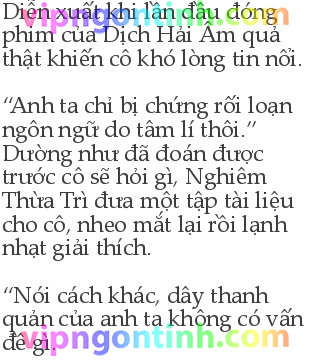 Diễn xuất khi lần đầu đóng
phim của Dịch Hải Âm quả
thật khiến cô khó lòng tin nổi.
“Anh ta chỉ bị chứng rối loạn
ngôn ngữ do tâm lí thôi.”
Dường như đã đoán được
trước cô sẽ hỏi gì, Nghiêm
Thừa Trì đưa một tập tài liệu
cho cô, nheo mắt lại rồi lạnh
nhạt giải thích.
“Nói cách khác, dây thanh
quản của anh ta không có vấn
đề gì.
vipngontinh.com
vipngontinh.com